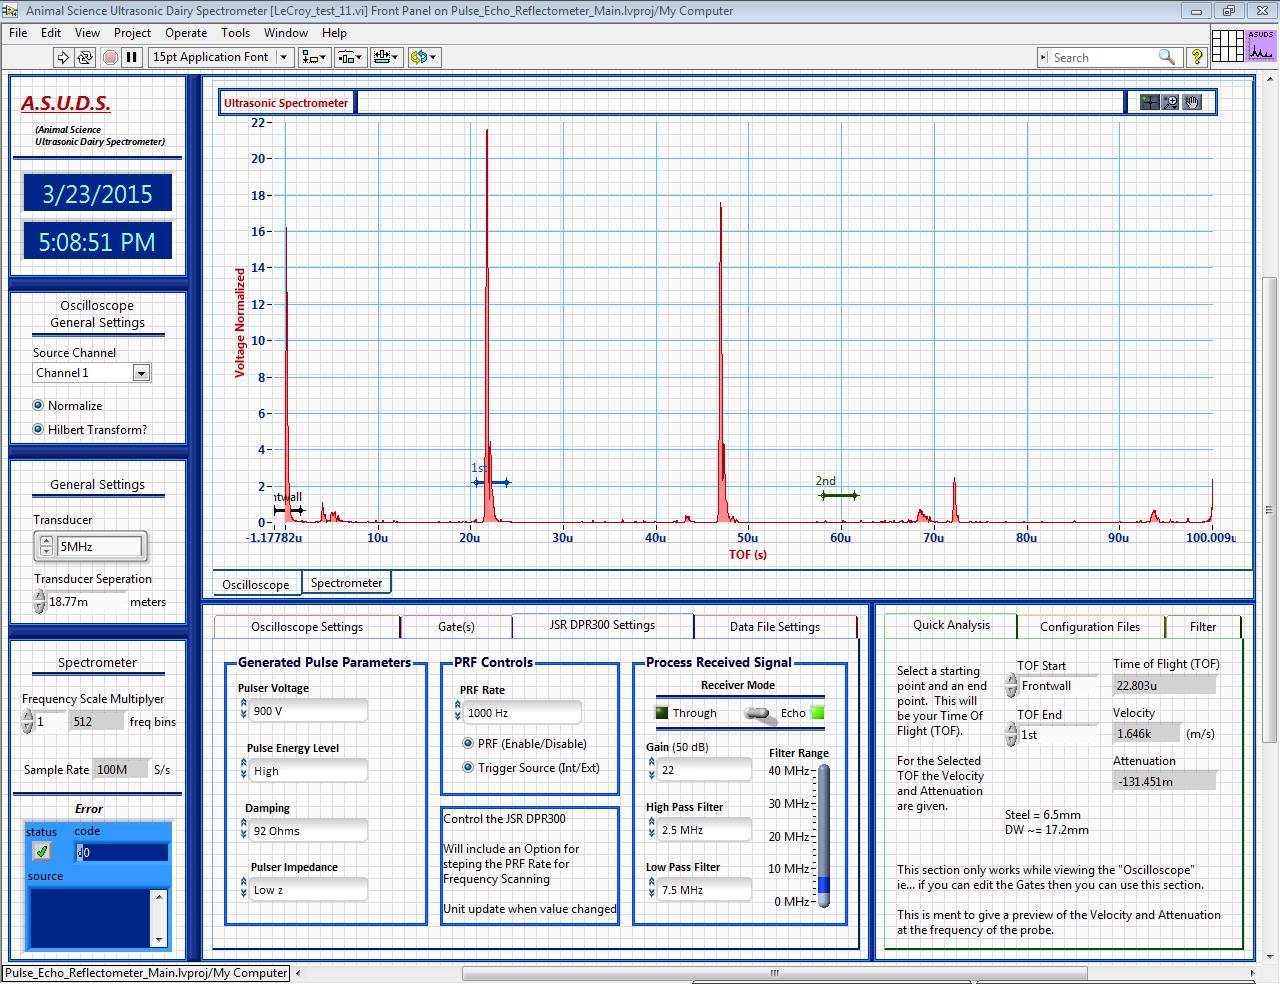 Animal Science Ultrasonic Dairy Spectrometer [LeCroy_test_11.vi] Front Panel on Pulse_Echo_Reflectometer_Main.lvproj/My Computer
File Edit View Project Operate Tools Window Help
15pt Application Font
Search
ASUDS
A.S.U.D.S.
(Animal Science
Ultrasonic Dairy Spectrometer)
3/23/2015
5:08:51 PM
Oscilloscope
General Settings
Source Channel
Channel 1
Normalize
Hilbert Transform?
General Settings
Transducer
5MHz
Transducer Seperation
18.77m meters
Spectrometer
Frequency Scale Multiplyer
1 512 freq bins
Sample Rate 100M S/s
Error
status code
d0
source
Ultrasonic Spectrometer
Voltage Normalized
22
20
18
16
14
12
10
8
6
4
2
0
1st
ntwall
2nd
-1.17782u 10u 20u 30u 40u 50u 60u 70u 80u 90u 100.009u
TOF (s)
Oscilloscope Spectrometer
Oscilloscope Settings Gate(s) JSR DPR300 Settings Data File Settings
Generated Pulse Parameters
Pulser Voltage
900 V
Pulse Energy Level
High
Damping
92 Ohms
Pulser Impedance
Low z
PRF Controls
PRF Rate
1000 Hz
PRF (Enable/Disable)
Trigger Source (Int/Ext)
Control the JSR DPR300
Will include an Option for
steping the PRF Rate for
Frequency Scanning
Unit update when value changed
Process Received Signal
Receiver Mode
Through Echo
Gain (50 dB)
22
High Pass Filter
2.5 MHz
Low Pass Filter
7.5 MHz
Filter Range
40 MHz
30 MHz
20 MHz
10 MHz
0 MHz
Quick Analysis Configuration Files Filter
Select a starting
point and an end
point. This will
be your Time Of
Flight (TOF).
For the Selected
TOF the Velocity
and Attenuation
are given.
TOF Start
Frontwall
TOF End
1st
Time of Flight (TOF)
22.803u
Velocity
1.646k (m/s)
Attenuation
-131.451m
Steel = 6.5mm
DW ~= 17.2mm
This section only works while viewing the "Oscilloscope"
ie... if you can edit the Gates then you can use this section.
This is ment to give a preview of the Velocity and Attenuation
at the frequency of the probe.
Pulse_Echo_Reflectometer_Main.lvproj/My Computer